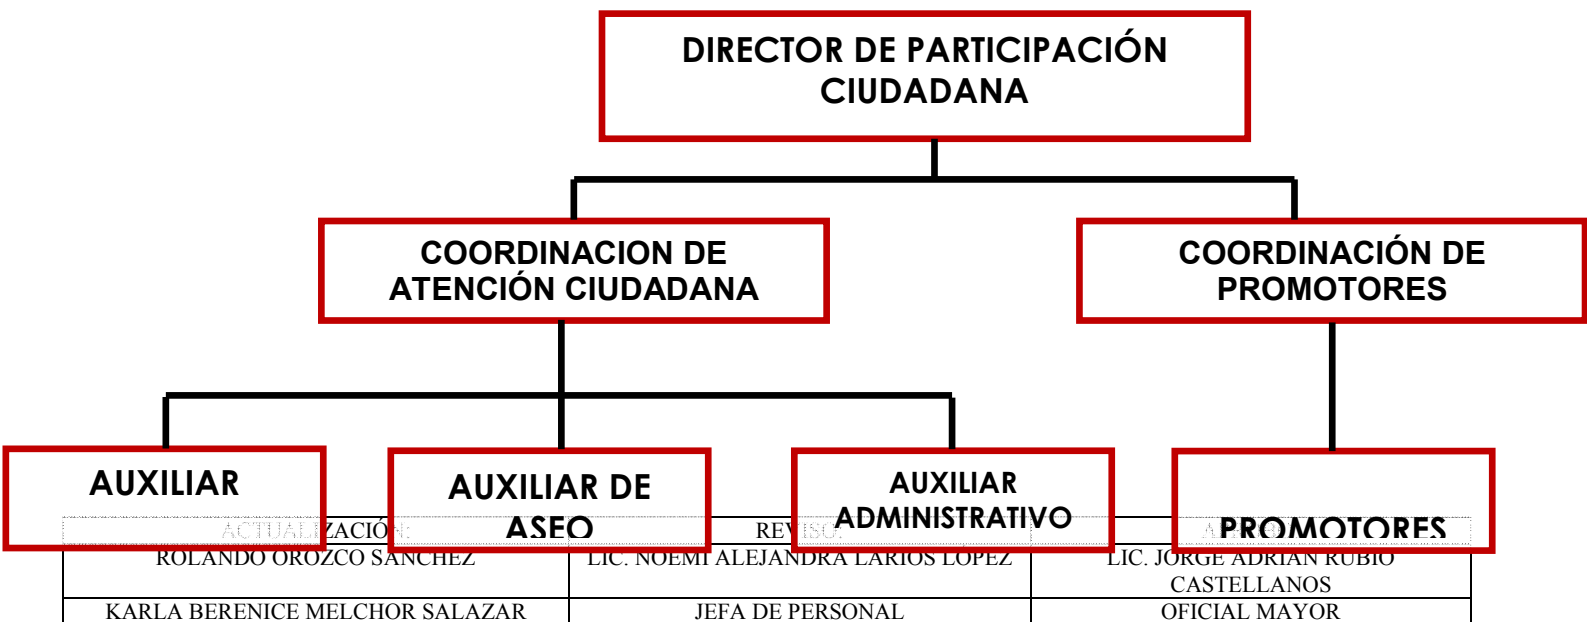 DIRECTOR DE PARTICIPACIÓN
CIUDADANA
COORDINACION DE
ATENCIÓN CIUDADANA
COORDINACIÓN DE
PROMOTORES
AUXILIAR
AUXILIAR DE
ASEO
AUXILIAR
ADMINISTRATIVO
PROMOTORES
ACTUALIZACIÓN: REVISO:
ROLANDO OROZCO SANCHEZ LIC. NOEMI ALEJANDRA LARIOS LOPEZ LIC. JORGE ADRIAN RUBIO
CASTELLANOS
KARLA BERENICE MELCHOR SALAZAR JEFA DE PERSONAL OFICIAL MAYOR